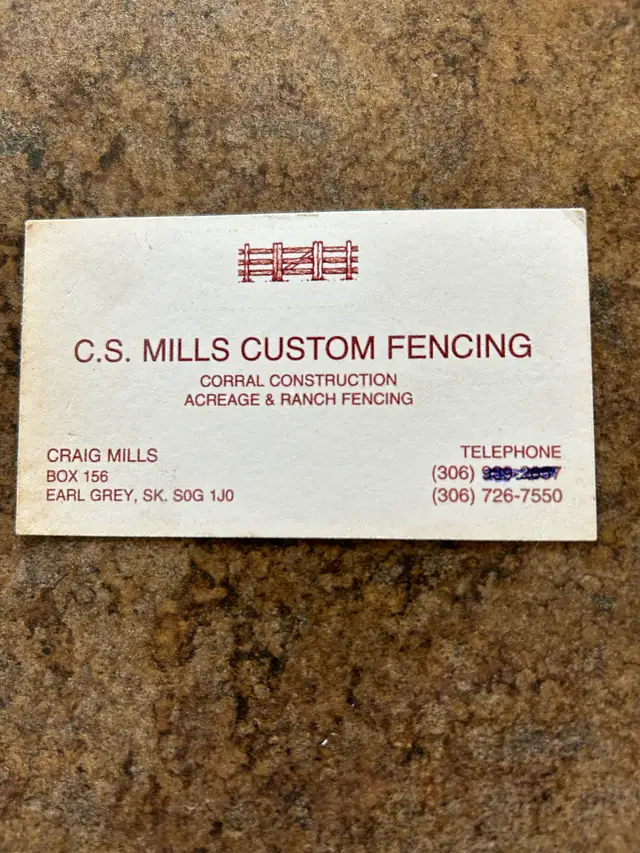 C.S. MILLS CUSTOM FENCING
CORRAL CONSTRUCTION
ACREAGE & RANCH FENCING
CRAIG MILLS
BOX 156
EARL GREY, SK. S0G 1J0
TELEPHONE
(306)
(306) 726-7550